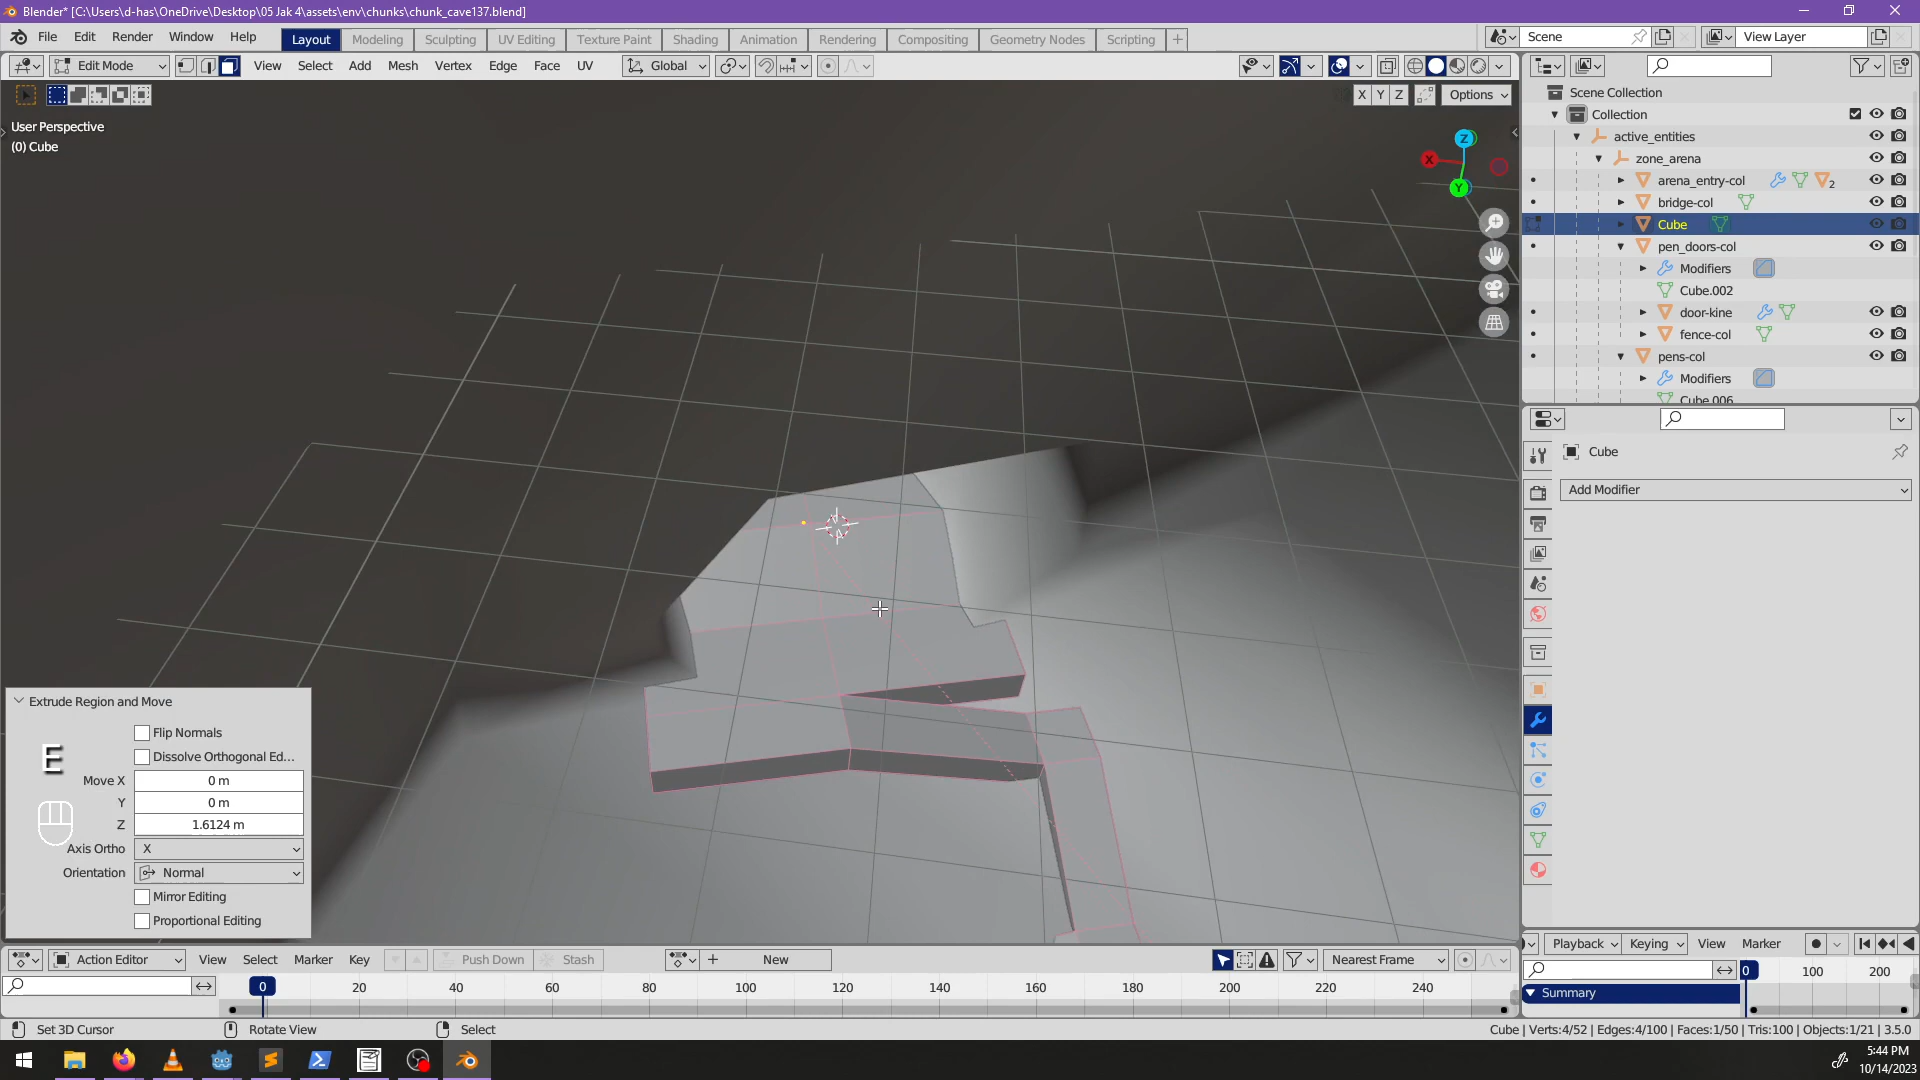 Blender* [C:\Users\d-has\OneDrive\Desktop\05 Jak 4\assets\env\chunks\chunk_cave137.blend]
File Edit Render Window Help Layout Modeling Sculpting UV Editing Texture Paint Shading Animation Rendering Compositing Geometry Nodes Scripting + Scene View Layer
Edit Mode View Select Add Mesh Vertex Edge Face UV Global
X Y Z Options
User Perspective
(0) Cube
Z
X
Y
Scene Collection
Collection
active_entities
zone_arena
arena_entry-col 2
bridge-col
Cube
pen_doors-col
Modifiers
Cube.002
door-kine
fence-col
pens-col
Modifiers
Cube.006
Cube
Add Modifier
Extrude Region and Move
Flip Normals
Dissolve Orthogonal Ed...
E
Move X 0 m
Y 0 m
Z 1.6124 m
Axis Ortho X
Orientation Normal
Mirror Editing
Proportional Editing
Action Editor View Select Marker Key Push Down Stash + New Nearest Frame
0 20 40 60 80 100 120 140 160 180 200 220 240
Playback Keying View Marker
0 100 200
Summary
Set 3D Cursor Rotate View Select
Cube | Verts:4/52 | Edges:4/100 | Faces:1/50 | Tris:100 | Objects:1/21 | 3.5.0
5:44 PM
10/14/2023